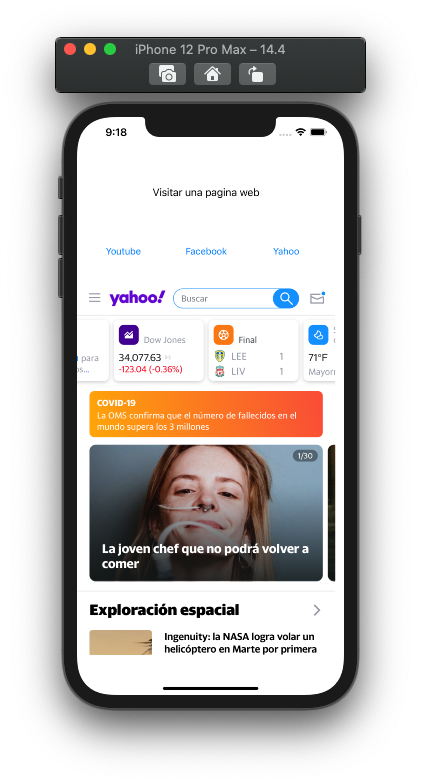 iPhone 12 Pro Max – 14.4
9:18
Visitar una pagina web
Youtube Facebook Yahoo
yahoo!
Buscar
Dow Jones
34,077.63
-123.04 (-0.36%)
Final
LEE 1
LIV 1
para
71°F
COVID-19
La OMS confirma que el número de fallecidos en el
mundo supera los 3 millones
1/30
La joven chef que no podrá volver a
comer
Exploración espacial
Ingenuity: la NASA logra volar un
helicóptero en Marte por primera